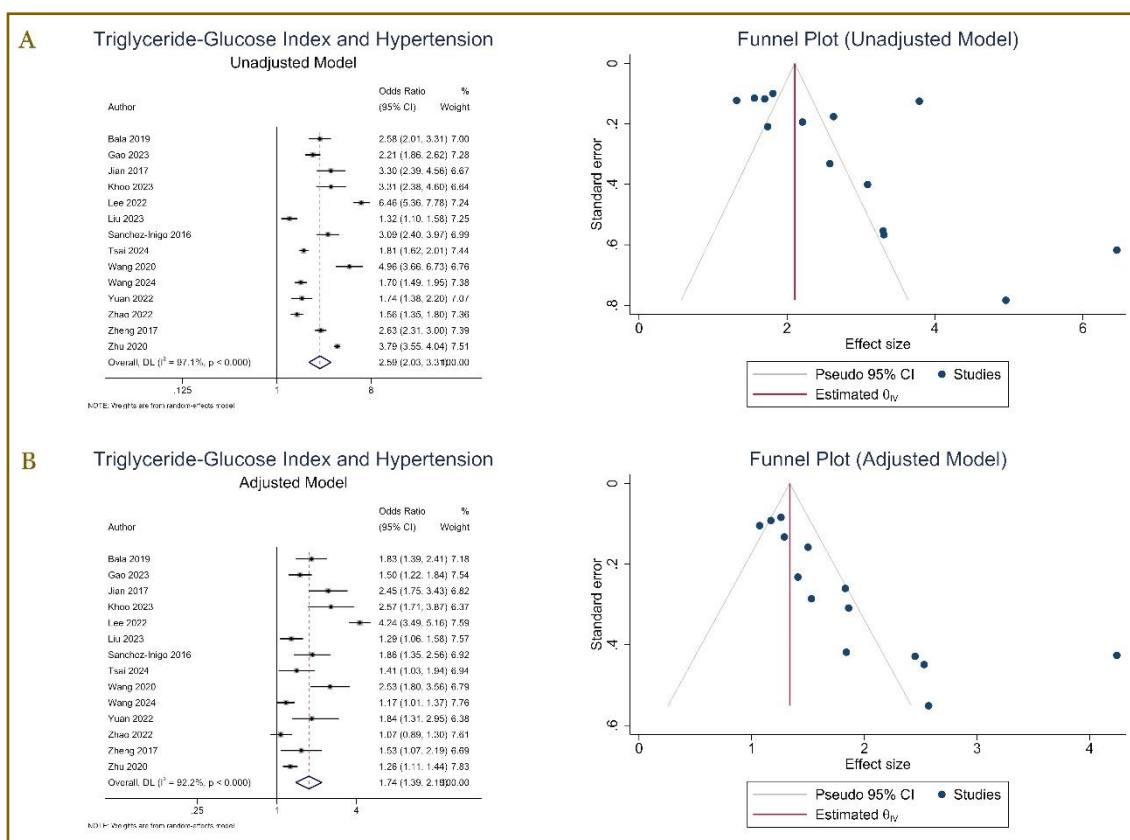 A
Triglyceride-Glucose Index and Hypertension
Unadjusted Model
Odds Ratio %
Author (95% CI) Weight
Bala 2019 2.58 (2.01, 3.31) 7.00
Gao 2023 2.21 (1.86, 2.62) 7.28
Jian 2017 3.30 (2.39, 4.56) 6.67
Khoo 2023 3.31 (2.38, 4.60) 6.64
Lee 2022 6.46 (5.36, 7.78) 7.24
Liu 2023 1.32 (1.10, 1.58) 7.25
Sanchez-Inigo 2016 3.09 (2.40, 3.97) 6.99
Tsai 2024 1.81 (1.62, 2.01) 7.44
Wang 2020 4.96 (3.66, 6.73) 6.76
Wang 2024 1.70 (1.49, 1.95) 7.38
Yuan 2022 1.74 (1.38, 2.20) 7.07
Zhao 2022 1.56 (1.35, 1.80) 7.36
Zheng 2017 2.63 (2.31, 3.00) 7.39
Zhu 2020 3.79 (3.55, 4.04) 7.51
Overall, DL (I² = 97.1%, p < 0.000) 2.59 (2.03, 3.31) 100.00
.125 1 8
NOTE: Weights are from random-effects model
Funnel Plot (Unadjusted Model)
Standard error
0
.2
.4
.6
.8
0 2 4 6
Effect size
Pseudo 95% CI Studies
Estimated θIV
B
Triglyceride-Glucose Index and Hypertension
Adjusted Model
Odds Ratio %
Author (95% CI) Weight
Bala 2019 1.83 (1.39, 2.41) 7.18
Gao 2023 1.50 (1.22, 1.84) 7.54
Jian 2017 2.45 (1.75, 3.43) 6.82
Khoo 2023 2.57 (1.71, 3.87) 6.37
Lee 2022 4.24 (3.49, 5.16) 7.59
Liu 2023 1.29 (1.06, 1.58) 7.57
Sanchez-Inigo 2016 1.86 (1.35, 2.56) 6.92
Tsai 2024 1.41 (1.03, 1.94) 6.94
Wang 2020 2.53 (1.80, 3.56) 6.79
Wang 2024 1.17 (1.01, 1.37) 7.76
Yuan 2022 1.84 (1.31, 2.95) 6.38
Zhao 2022 1.07 (0.89, 1.30) 7.61
Zheng 2017 1.53 (1.07, 2.19) 6.69
Zhu 2020 1.26 (1.11, 1.44) 7.83
Overall, DL (I² = 92.2%, p < 0.000) 1.74 (1.39, 100.00
.25 1 4
NOTE: Weights are from random-effects model
Funnel Plot (Adjusted Model)
Standard error
0
.2
.4
.6
0 1 2 3 4
Effect size
Pseudo 95% CI Studies
Estimated θIV